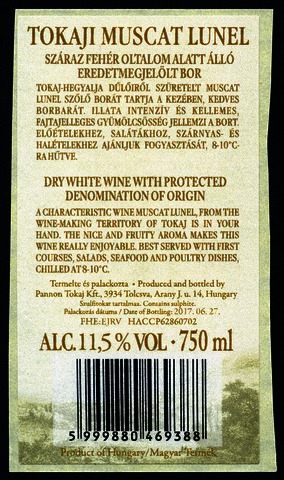 TOKAJI MUSCAT LUNEL
SZÁRAZ FEHÉR OLTALOM ALATT ÁLLÓ
EREDETMEGJELÖLT BOR
TOKAJ-HEGYALJA DŰLŐIRŐL SZÜRETELT MUSCAT
LUNEL SZŐLŐ BORÁT TARTJA A KEZÉBEN, KEDVES
BORBARÁT. ILLATA INTENZÍV ÉS KELLEMES,
FAJTAJELLEGES GYÜMÖLCSÖSSÉG JELLEMZI A BORT.
ELŐÉTELEKHEZ, SALÁTÁKHOZ, SZÁRNYAS- ÉS
HALÉTELEKHEZ AJÁNLJUK FOGYASZTÁSÁT, 8-10°C-
RA HŰTVE.
DRY WHITE WINE WITH PROTECTED
DENOMINATION OF ORIGIN
A CHARACTERISTIC WINE MUSCAT LUNEL, FROM THE
WINE-MAKING TERRITORY OF TOKAJ IS IN YOUR
HAND. THE NICE AND FRUITY AROMA MAKES THIS
WINE REALLY ENJOYABLE. BEST SERVED WITH FIRST
COURSES, SALADS, SEAFOOD AND POULTRY DISHES,
CHILLED AT 8-10°C.
Termelte és palackozta • Produced and bottled by
Pannon Tokaj Kft., 3934 Tolcsva, Arany J. u. 14, Hungary
Szulfitokat tartalmaz. Contains sulphite.
Palackozás dátuma / Date of Bottling: 2017. 06. 27.
FHE:EJRV HACCP62860702
ALC. 11,5 % VOL · 750 ml
5 999880 469388
Product of Hungary/Magyar Termék